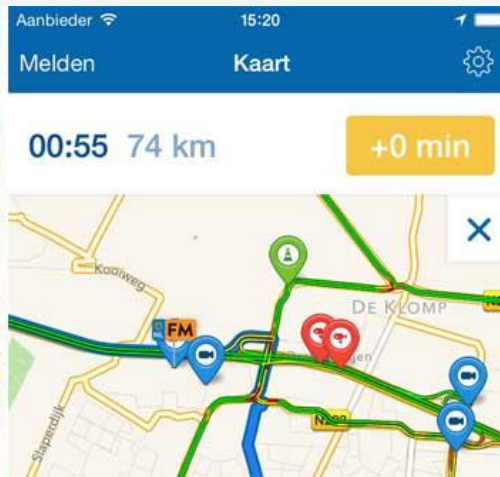 Aanbieder 15:20
Melden Kaart
00:55 74 km +0 min
Kooiweg
DE KLOMP
FM
Slaperdijk